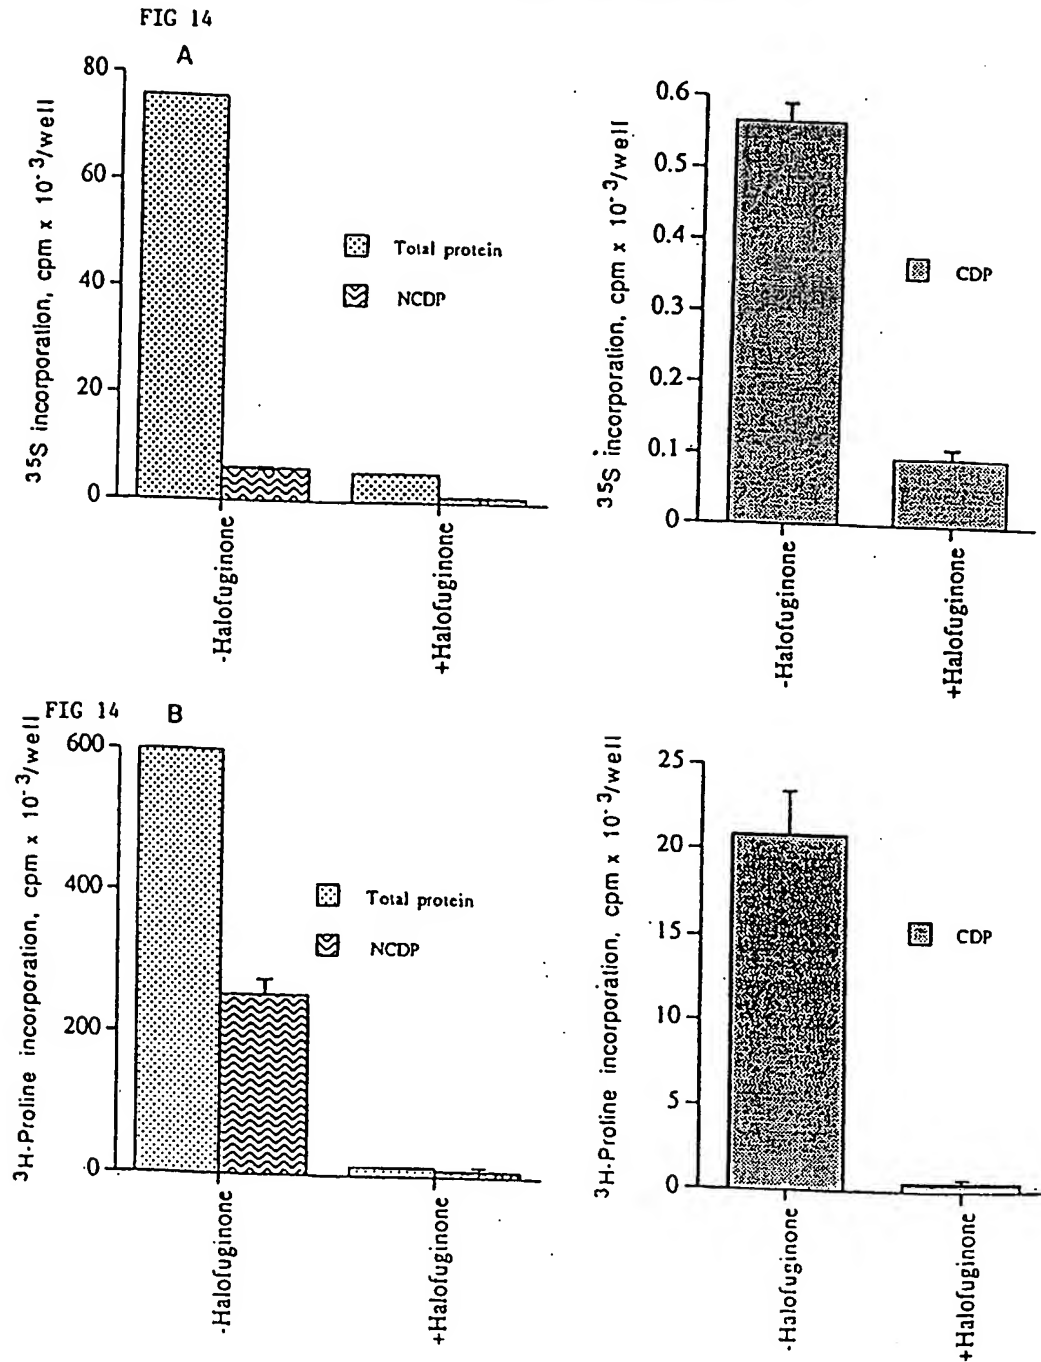 FIG 14
A
80
60
40
20
0
35S incorporation, cpm x 10-3/well
Total protein
NCDP
-Halofuginone
+Halofuginone
0.6
0.5
0.4
0.3
0.2
0.1
0
35S incorporation, cpm x 10-3/well
CDP
-Halofuginone
+Halofuginone
FIG 14
B
600
400
200
0
3H-Proline incorporation, cpm x 10-3/well
Total protein
NCDP
-Halofuginone
+Halofuginone
25
20
15
10
5
0
3H-Proline incorporation, cpm x 10-3/well
CDP
-Halofuginone
+Halofuginone